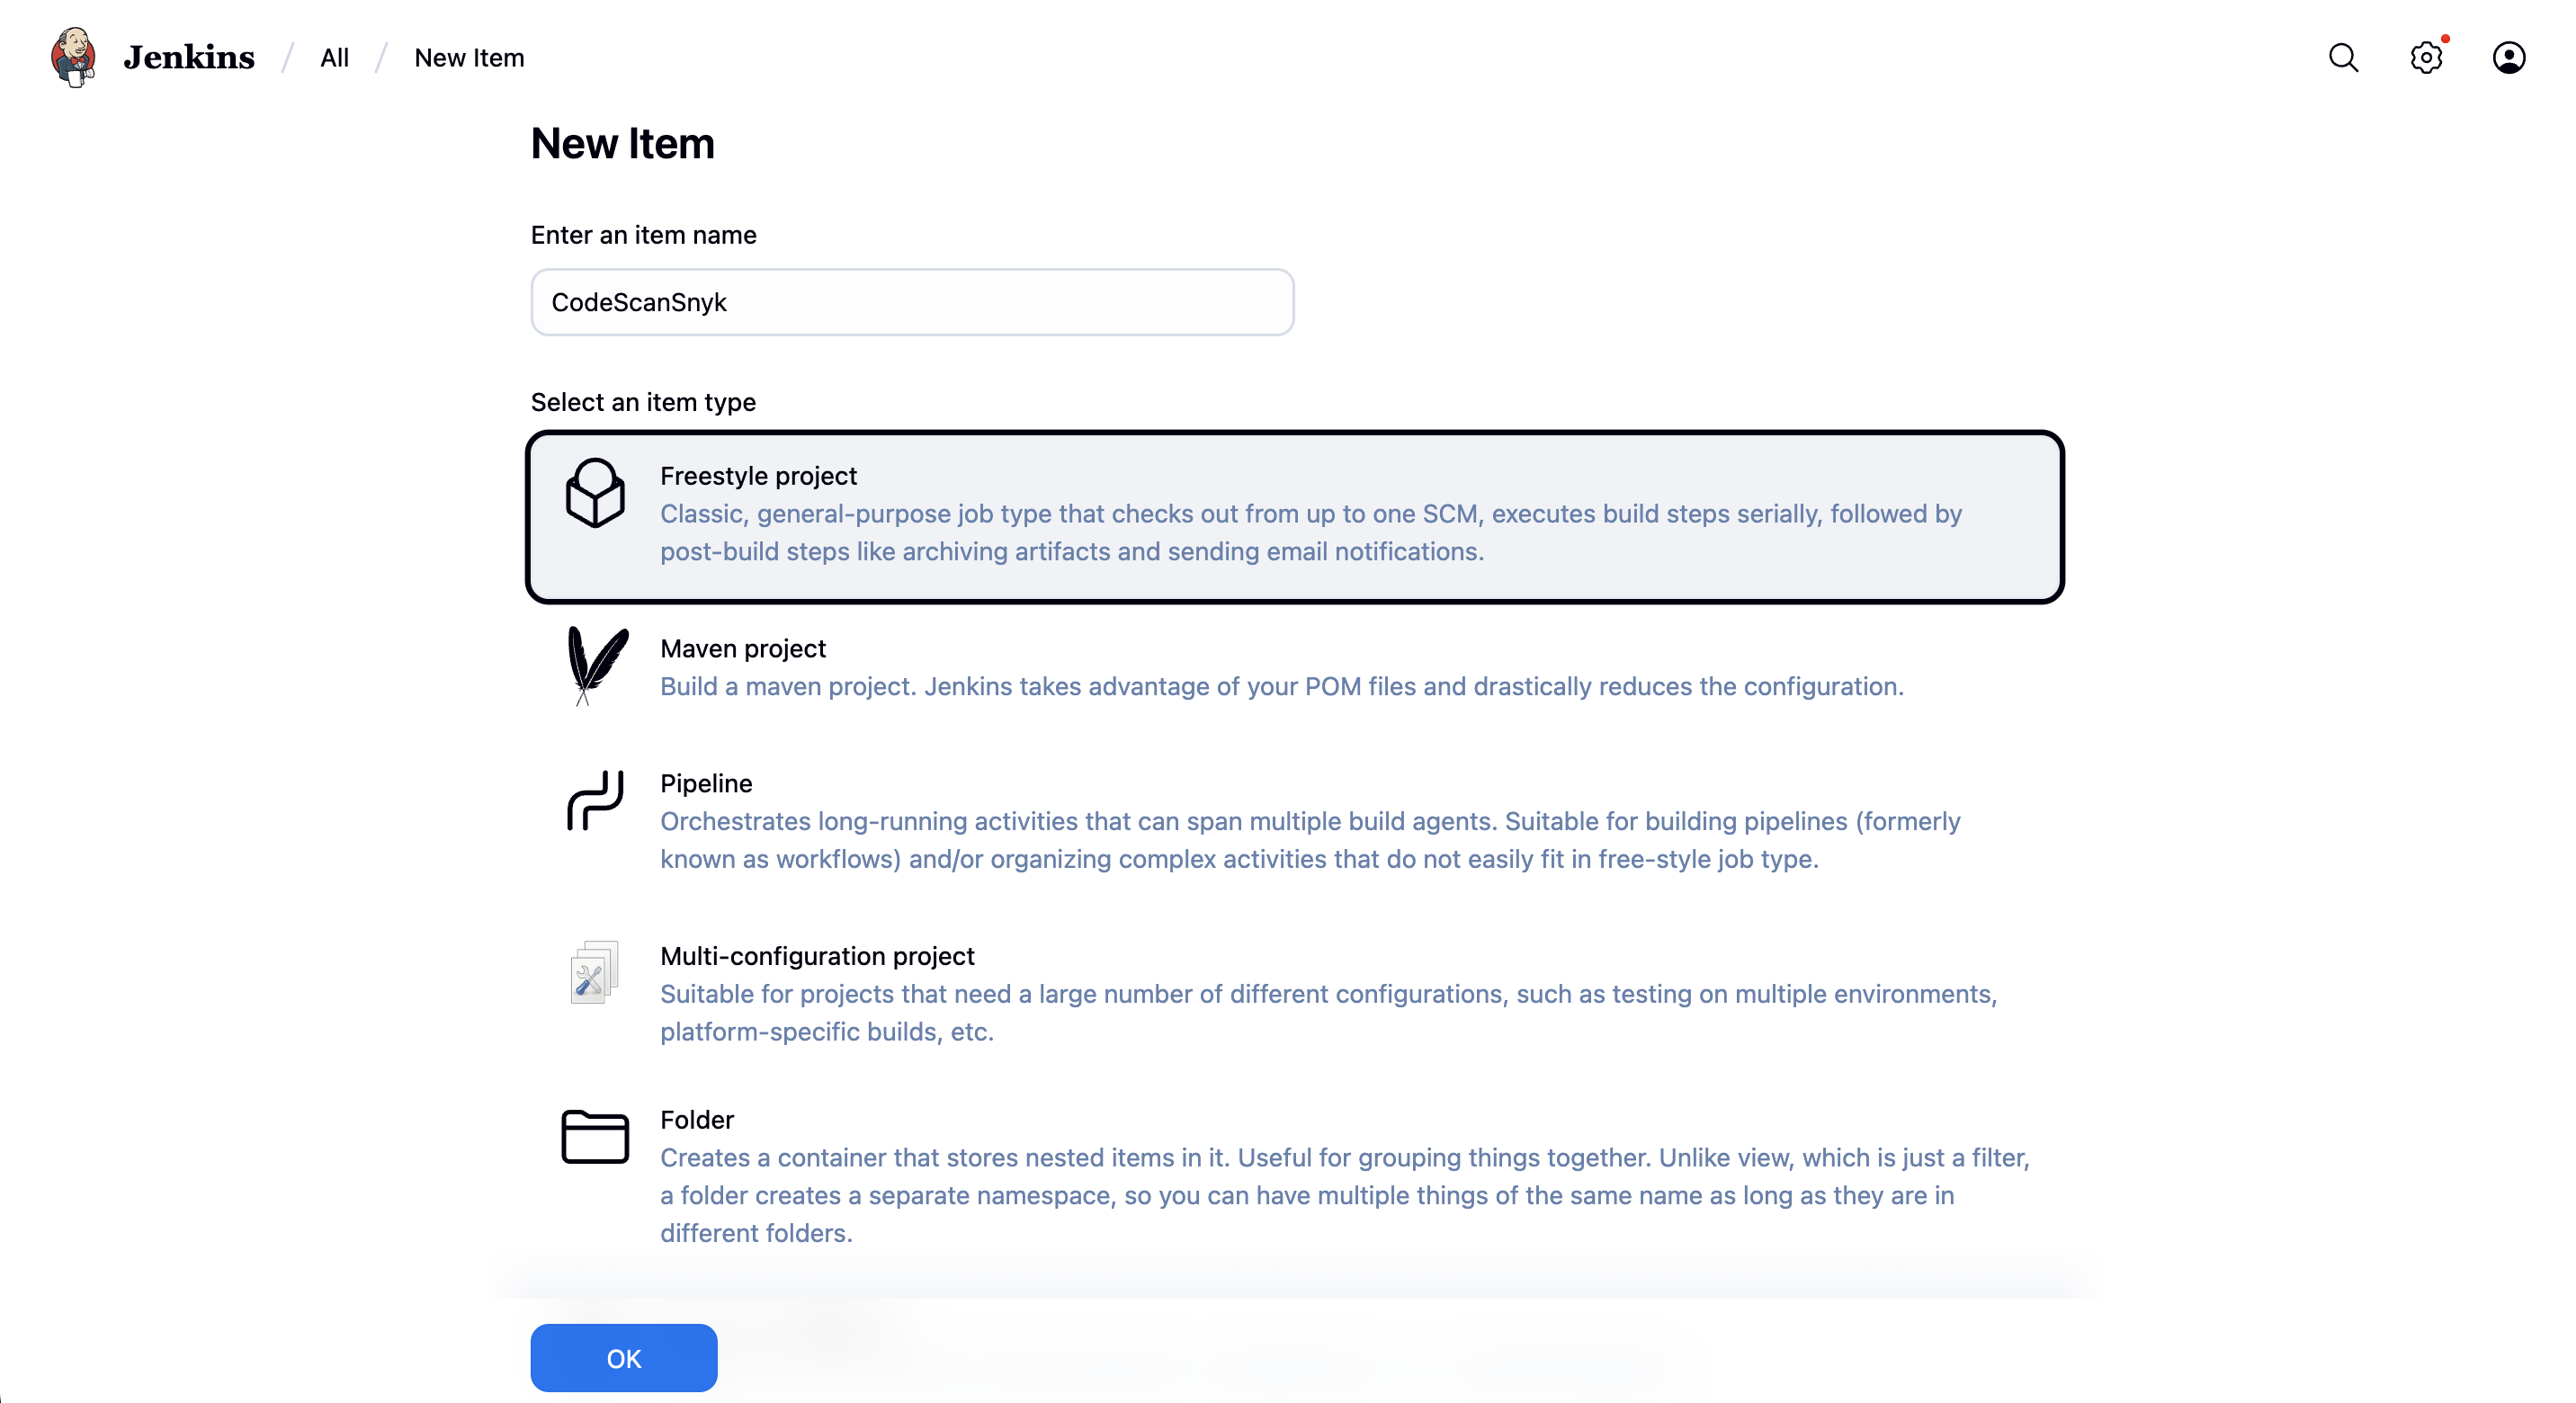 Jenkins / All / New Item
New Item
Enter an item name
CodeScanSnyk
Select an item type
Freestyle project
Classic, general-purpose job type that checks out from up to one SCM, executes build steps serially, followed by
post-build steps like archiving artifacts and sending email notifications.
Maven project
Build a maven project. Jenkins takes advantage of your POM files and drastically reduces the configuration.
Pipeline
Orchestrates long-running activities that can span multiple build agents. Suitable for building pipelines (formerly
known as workflows) and/or organizing complex activities that do not easily fit in free-style job type.
Multi-configuration project
Suitable for projects that need a large number of different configurations, such as testing on multiple environments,
platform-specific builds, etc.
Folder
Creates a container that stores nested items in it. Useful for grouping things together. Unlike view, which is just a filter,
a folder creates a separate namespace, so you can have multiple things of the same name as long as they are in
different folders.
OK